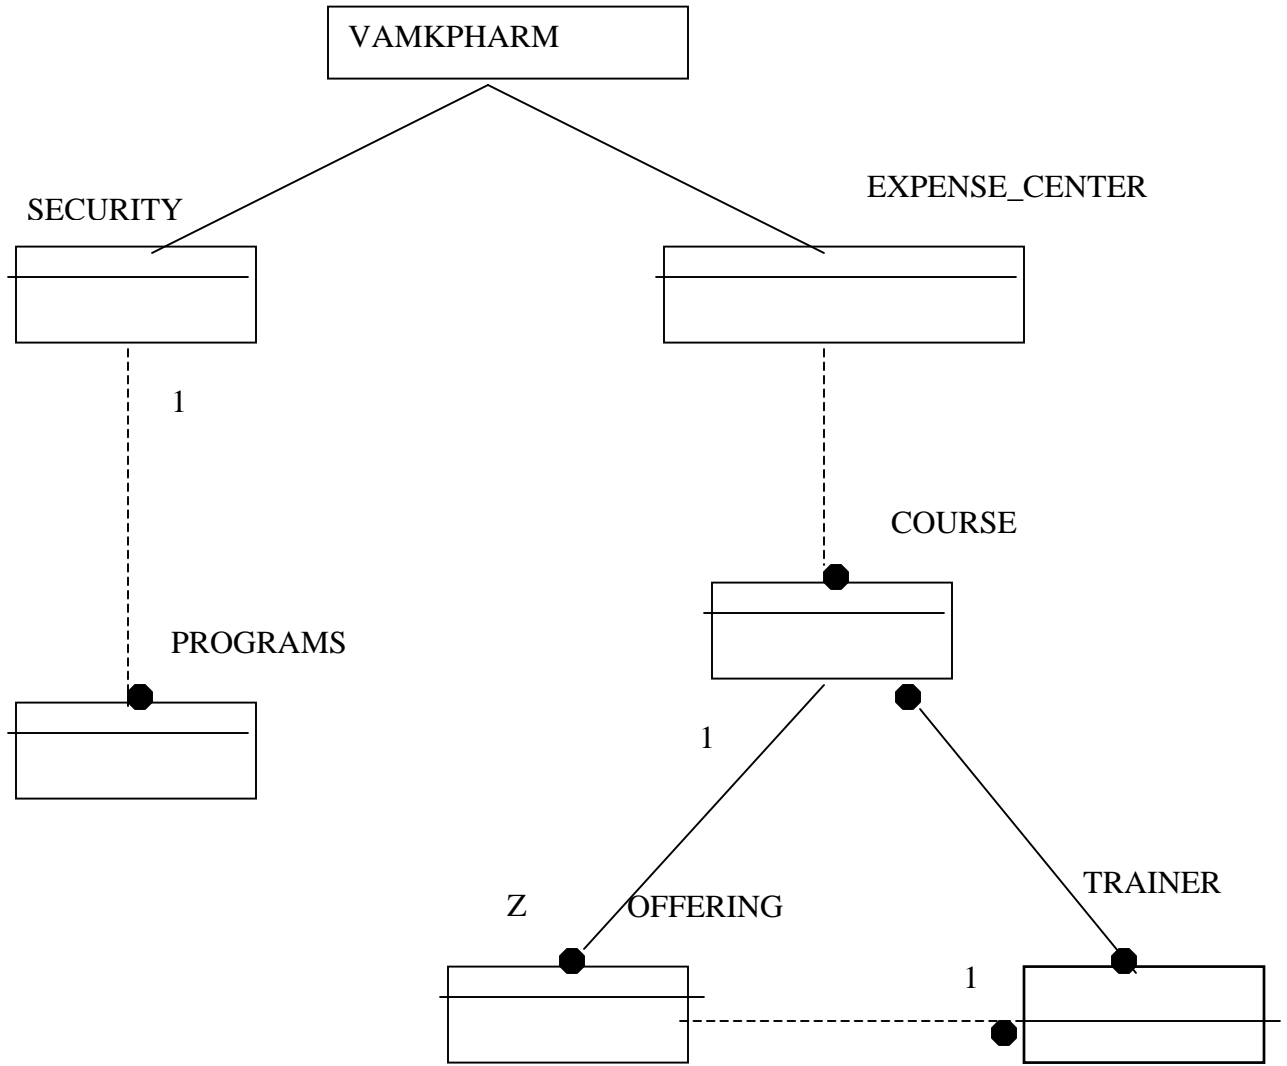 VAMKPHARM
EXPENSE_CENTER
SECURITY
1
COURSE
PROGRAMS
1
TRAINER
Z
OFFERING
1